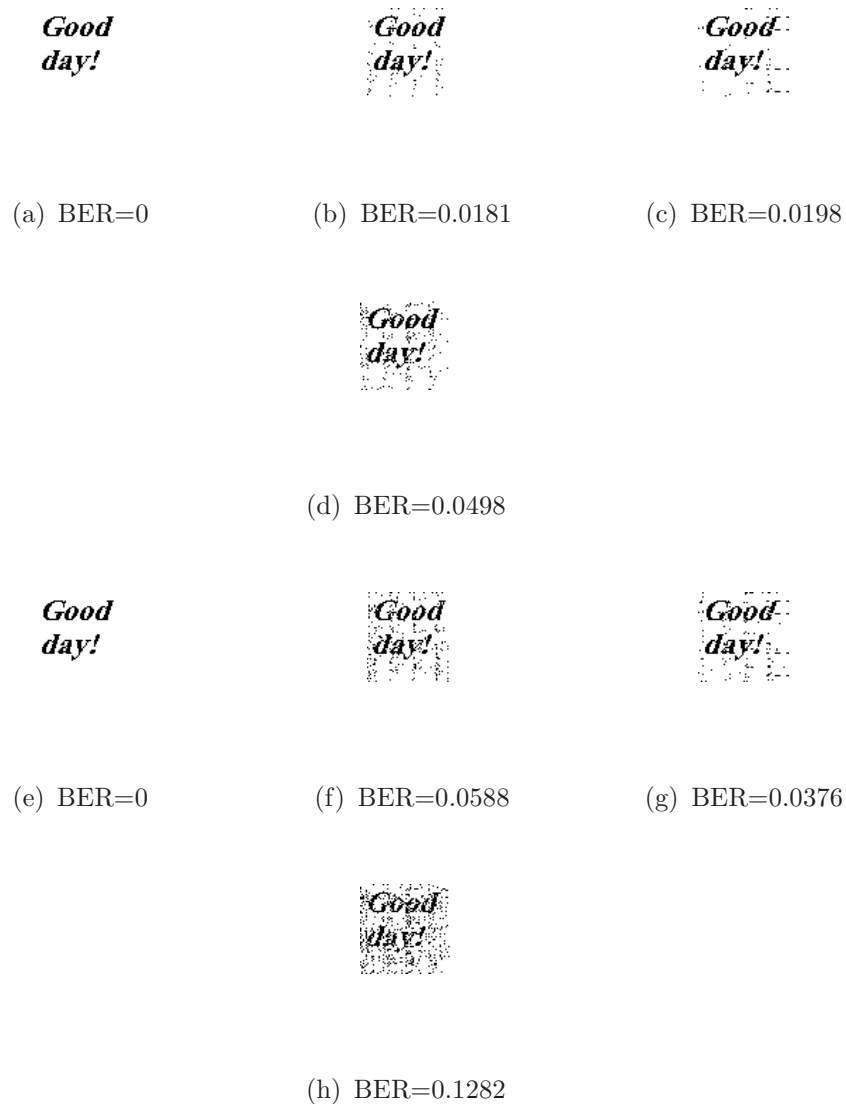 Good
day!
(a) BER=0
Good
day!
(b) BER=0.0181
Good
day!
(c) BER=0.0198
Good
day!
(d) BER=0.0498
Good
day!
(e) BER=0
Good
day!
(f) BER=0.0588
Good
day!
(g) BER=0.0376
Good
day!
(h) BER=0.1282